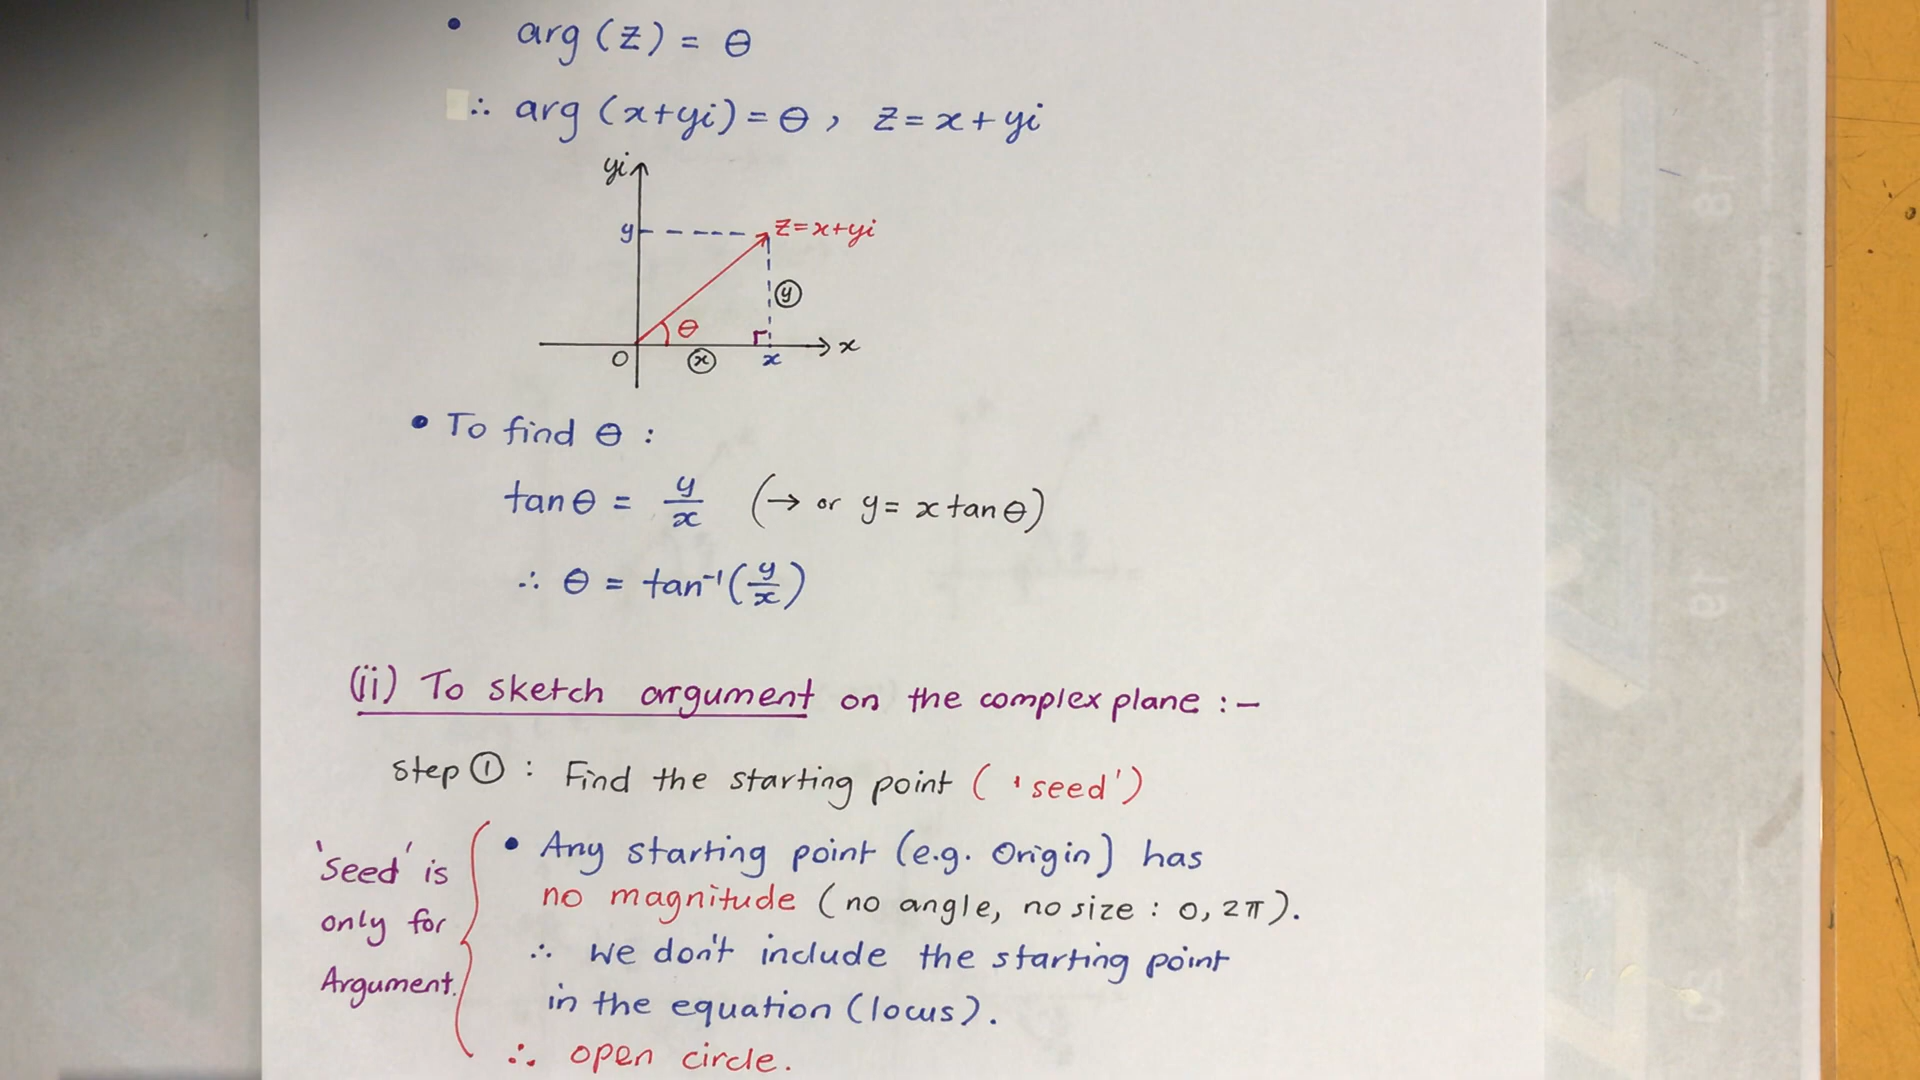 • arg (z) = θ
∴ arg (x+yi) = θ , z = x + yi
yi
y
z=x+yi
y
θ
O x x x
• To find θ :
tanθ = y/x (→ or y = x tanθ)
∴ θ = tan⁻¹(y/x)
(ii) To sketch argument on the complex plane :–
Step ① : Find the starting point ( 'seed')
'Seed' is
only for
Argument.
• Any starting point (e.g. Origin) has
no magnitude (no angle, no size : 0, 2π).
∴ we don't include the starting point
in the equation (locus).
∴ open circle.
18
19